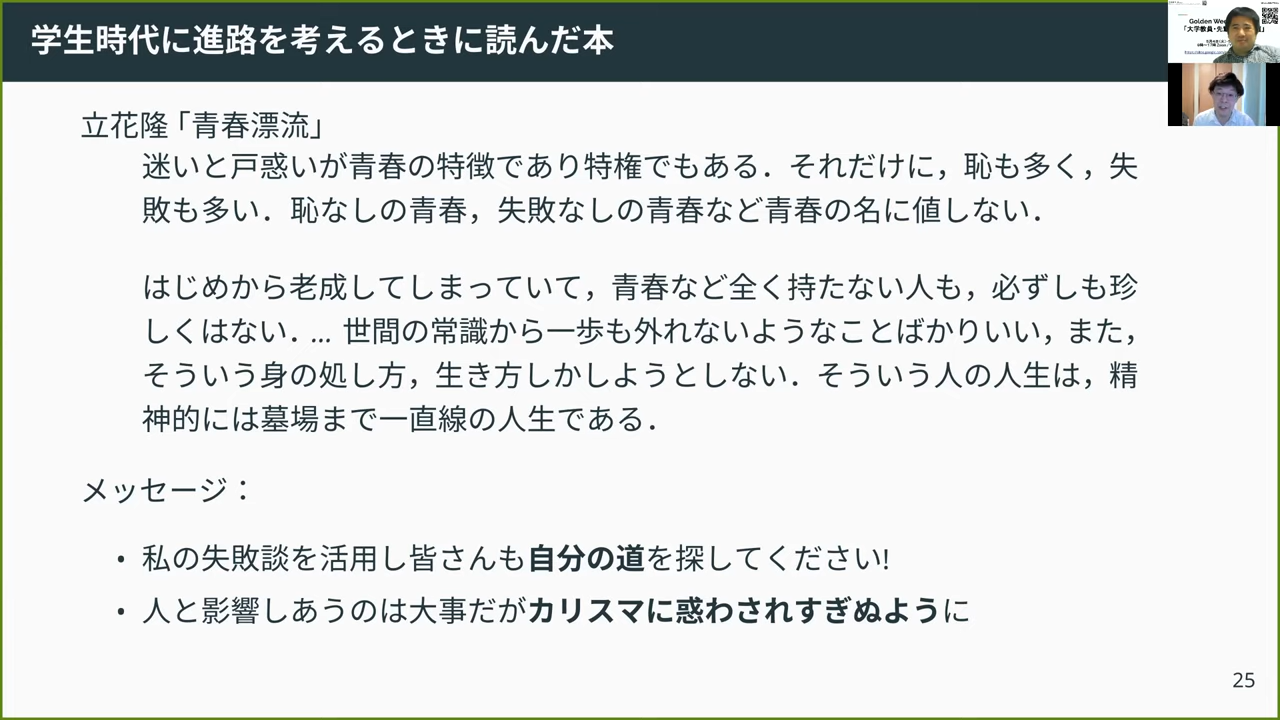 学生時代に進路を考えるときに読んだ本
Golden Wee
立花隆「青春漂流」
迷いと戸惑いが青春の特徴であり特権でもある．それだけに，恥も多く，失
敗も多い．恥なしの青春，失敗なしの青春など青春の名に値しない．
はじめから老成してしまっていて，青春など全く持たない人も，必ずしも珍
しくはない．... 世間の常識から一歩も外れないようなことばかりいい，また，
そういう身の処し方，生き方しかしようとしない．そういう人の人生は，精
神的には墓場まで一直線の人生である．
メッセージ：
• 私の失敗談を活用し皆さんも自分の道を探してください!
• 人と影響しあうのは大事だがカリスマに惑わされすぎぬように
25